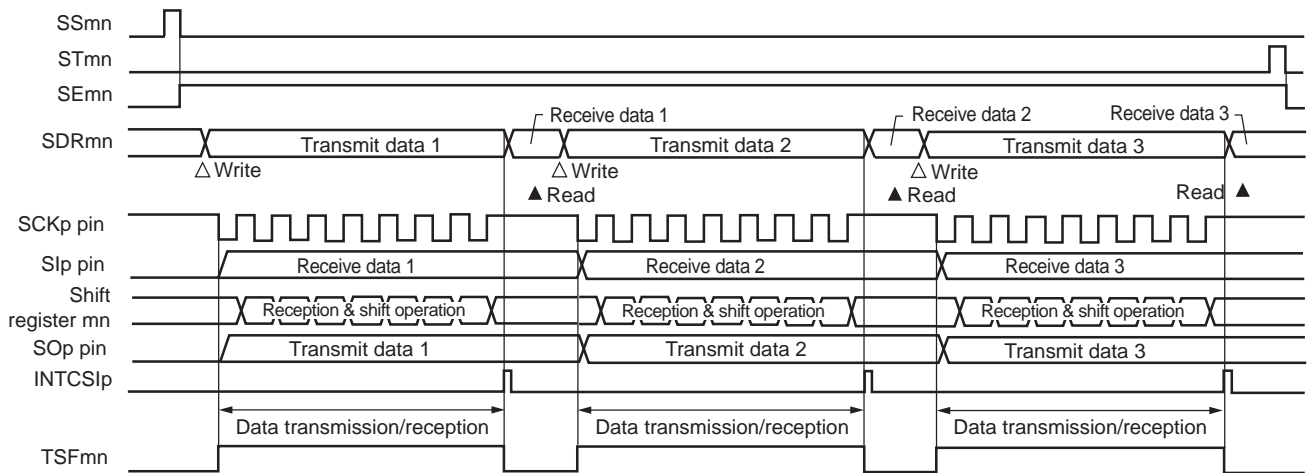 SSmn
STmn
SEmn
Receive data 1 Receive data 2 Receive data 3
SDRmn Transmit data 1 Transmit data 2 Transmit data 3
△ Write △ Write △ Write
▲ Read ▲ Read Read ▲
SCKp pin
SIp pin Receive data 1 Receive data 2 Receive data 3
Shift
register mn Reception & shift operation Reception & shift operation Reception & shift operation
SOp pin Transmit data 1 Transmit data 2 Transmit data 3
INTCSIp
Data transmission/reception Data transmission/reception Data transmission/reception
TSFmn